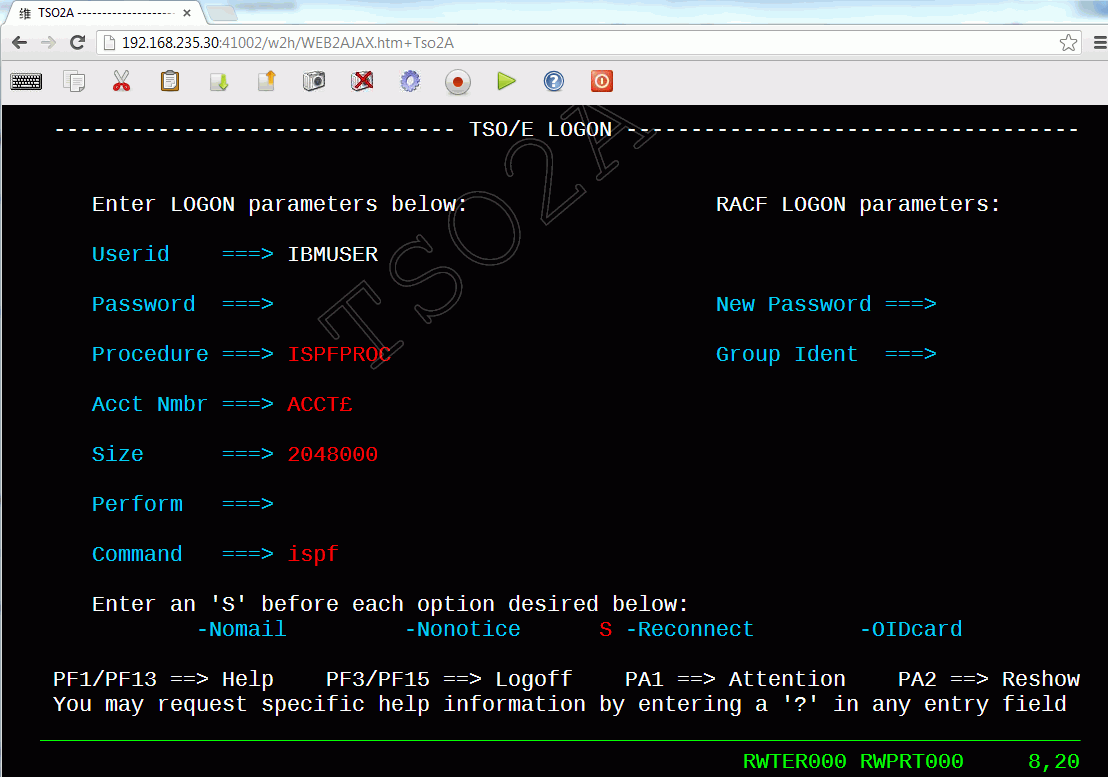 维 TSO2A --------------------
192.168.235.30:41002/w2h/WEB2AJAX.htm+Tso2A
------------------------------- TSO/E LOGON -----------------------------------
Enter LOGON parameters below: RACF LOGON parameters:
Userid ===> IBMUSER
Password ===> New Password ===>
Procedure ===> ISPFPROC Group Ident ===>
Acct Nmbr ===> ACCT£
Size ===> 2048000
Perform ===>
Command ===> ispf
Enter an 'S' before each option desired below:
-Nomail -Nonotice S -Reconnect -OIDcard
PF1/PF13 ==> Help PF3/PF15 ==> Logoff PA1 ==> Attention PA2 ==> Reshow
You may request specific help information by entering a '?' in any entry field
RWTER000 RWPRT000 8,20
TSO2A